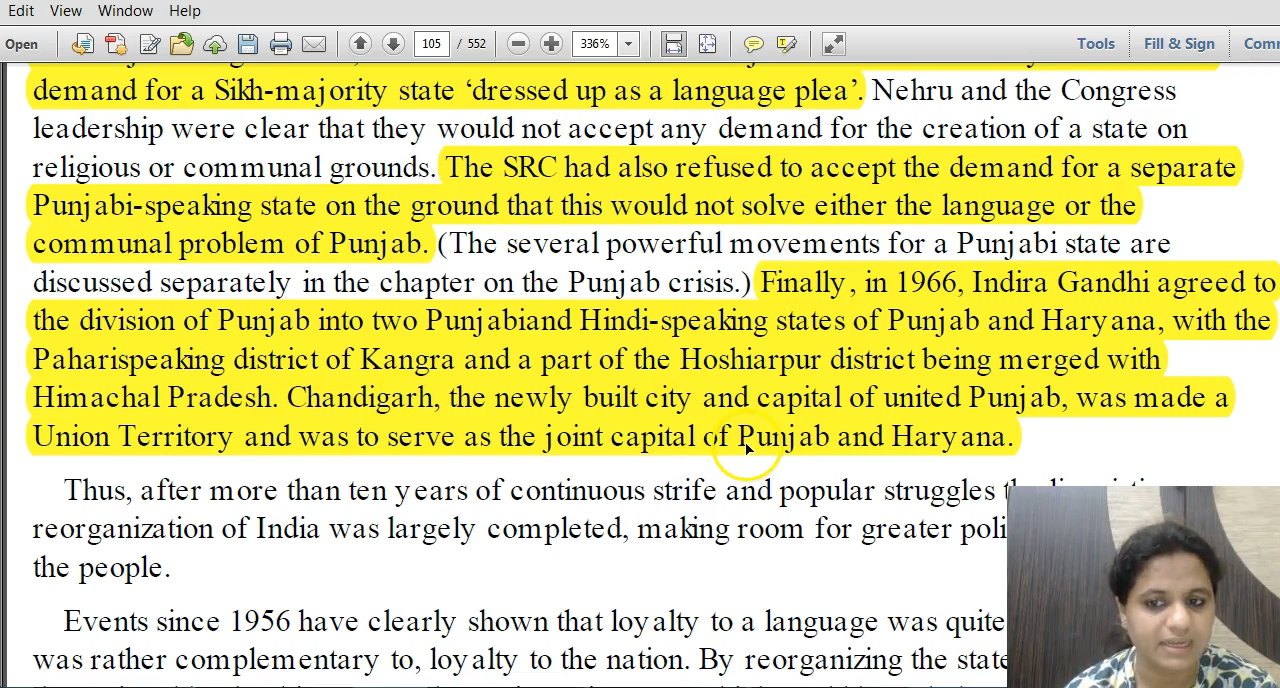 Edit View Window Help
Open 105 / 552 336% Tools Fill & Sign
demand for a Sikh-majority state ‘dressed up as a language plea’. Nehru and the Congress
leadership were clear that they would not accept any demand for the creation of a state on
religious or communal grounds. The SRC had also refused to accept the demand for a separate
Punjabi-speaking state on the ground that this would not solve either the language or the
communal problem of Punjab. (The several powerful movements for a Punjabi state are
discussed separately in the chapter on the Punjab crisis.) Finally, in 1966, Indira Gandhi agreed to
the division of Punjab into two Punjabiand Hindi-speaking states of Punjab and Haryana, with the
Paharispeaking district of Kangra and a part of the Hoshiarpur district being merged with
Himachal Pradesh. Chandigarh, the newly built city and capital of united Punjab, was made a
Union Territory and was to serve as the joint capital of Punjab and Haryana.
Thus, after more than ten years of continuous strife and popular struggles
reorganization of India was largely completed, making room for greater
the people.
Events since 1956 have clearly shown that loyalty to a language was quite
was rather complementary to, loyalty to the nation. By reorganizing the